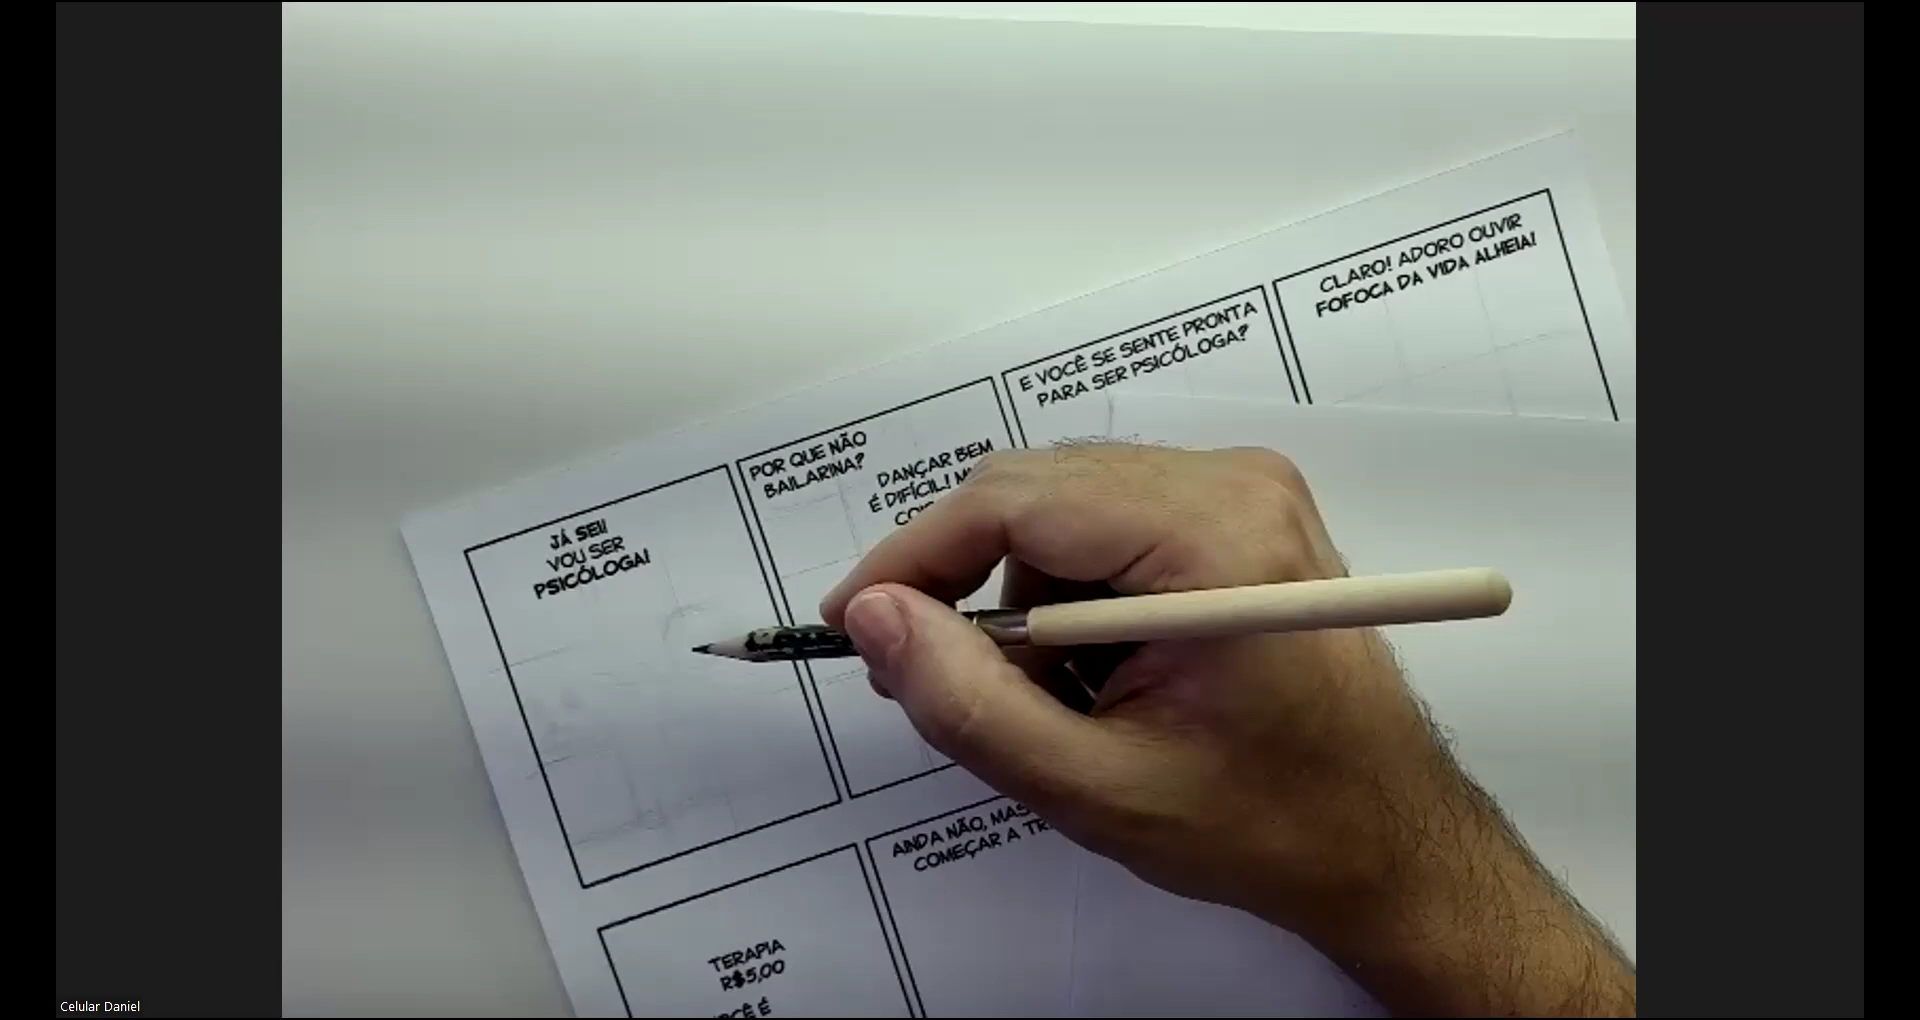 JÁ SEI!
VOU SER
PSICÓLOGA!
POR QUE NÃO
BAILARINA?
DANÇAR BEM
É DIFÍCIL!
E VOCÊ SE SENTE PRONTA
PARA SER PSICÓLOGA?
CLARO! ADORO OUVIR
FOFOCA DA VIDA ALHEIA!
TERAPIA
R$5,00
É
AINDA NÃO, MAS
COMEÇAR A
Celular Daniel